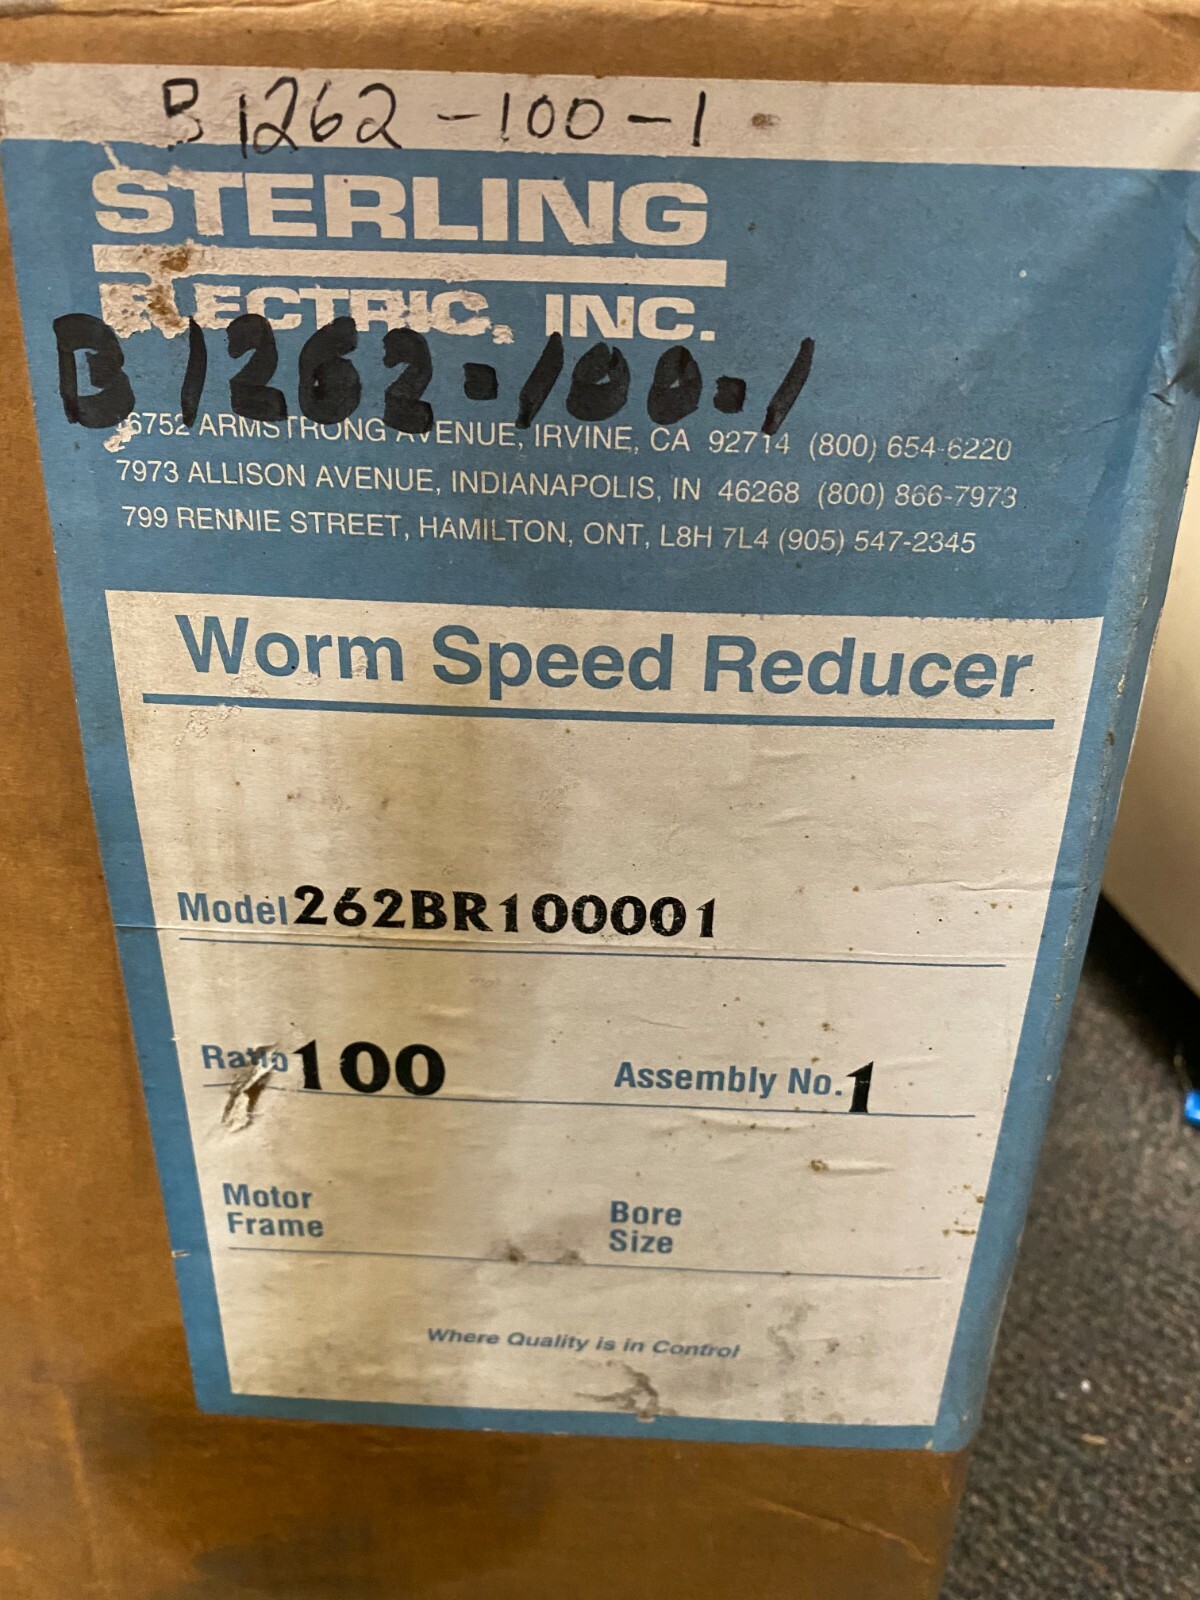 B1262-100-1
STERLING
ELECTRIC, INC.
B1262-100-1
16752 ARMSTRONG AVENUE, IRVINE, CA 92714 (800) 654-6220
7973 ALLISON AVENUE, INDIANAPOLIS, IN 46268 (800) 866-7973
799 RENNIE STREET, HAMILTON, ONT, L8H 7L4 (905) 547-2345
Worm Speed Reducer
Model 262BR100001
Ratio 100 Assembly No. 1
Motor Frame
Bore Size
Where Quality is in Control